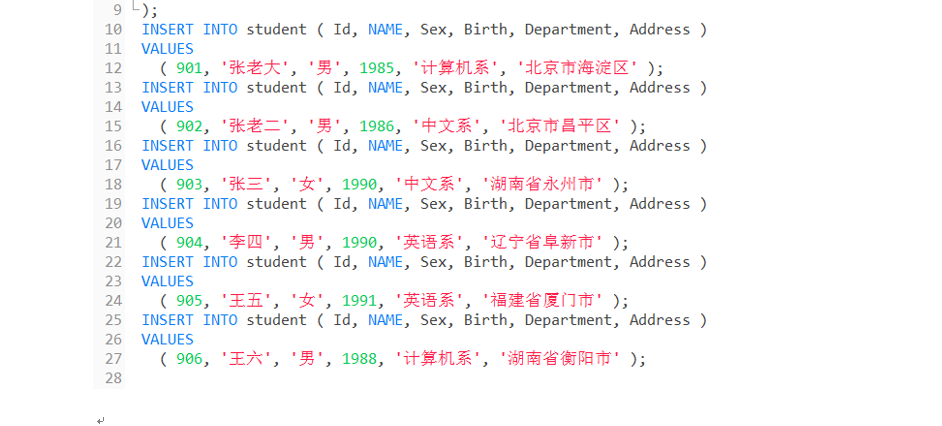 9 );
10 INSERT INTO student ( Id, NAME, Sex, Birth, Department, Address )
11 VALUES
12 ( 901, '张老大', '男', 1985, '计算机系', '北京市海淀区' );
13 INSERT INTO student ( Id, NAME, Sex, Birth, Department, Address )
14 VALUES
15 ( 902, '张老二', '男', 1986, '中文系', '北京市昌平区' );
16 INSERT INTO student ( Id, NAME, Sex, Birth, Department, Address )
17 VALUES
18 ( 903, '张三', '女', 1990, '中文系', '湖南省永州市' );
19 INSERT INTO student ( Id, NAME, Sex, Birth, Department, Address )
20 VALUES
21 ( 904, '李四', '男', 1990, '英语系', '辽宁省阜新市' );
22 INSERT INTO student ( Id, NAME, Sex, Birth, Department, Address )
23 VALUES
24 ( 905, '王五', '女', 1991, '英语系', '福建省厦门市' );
25 INSERT INTO student ( Id, NAME, Sex, Birth, Department, Address )
26 VALUES
27 ( 906, '王六', '男', 1988, '计算机系', '湖南省衡阳市' );
28